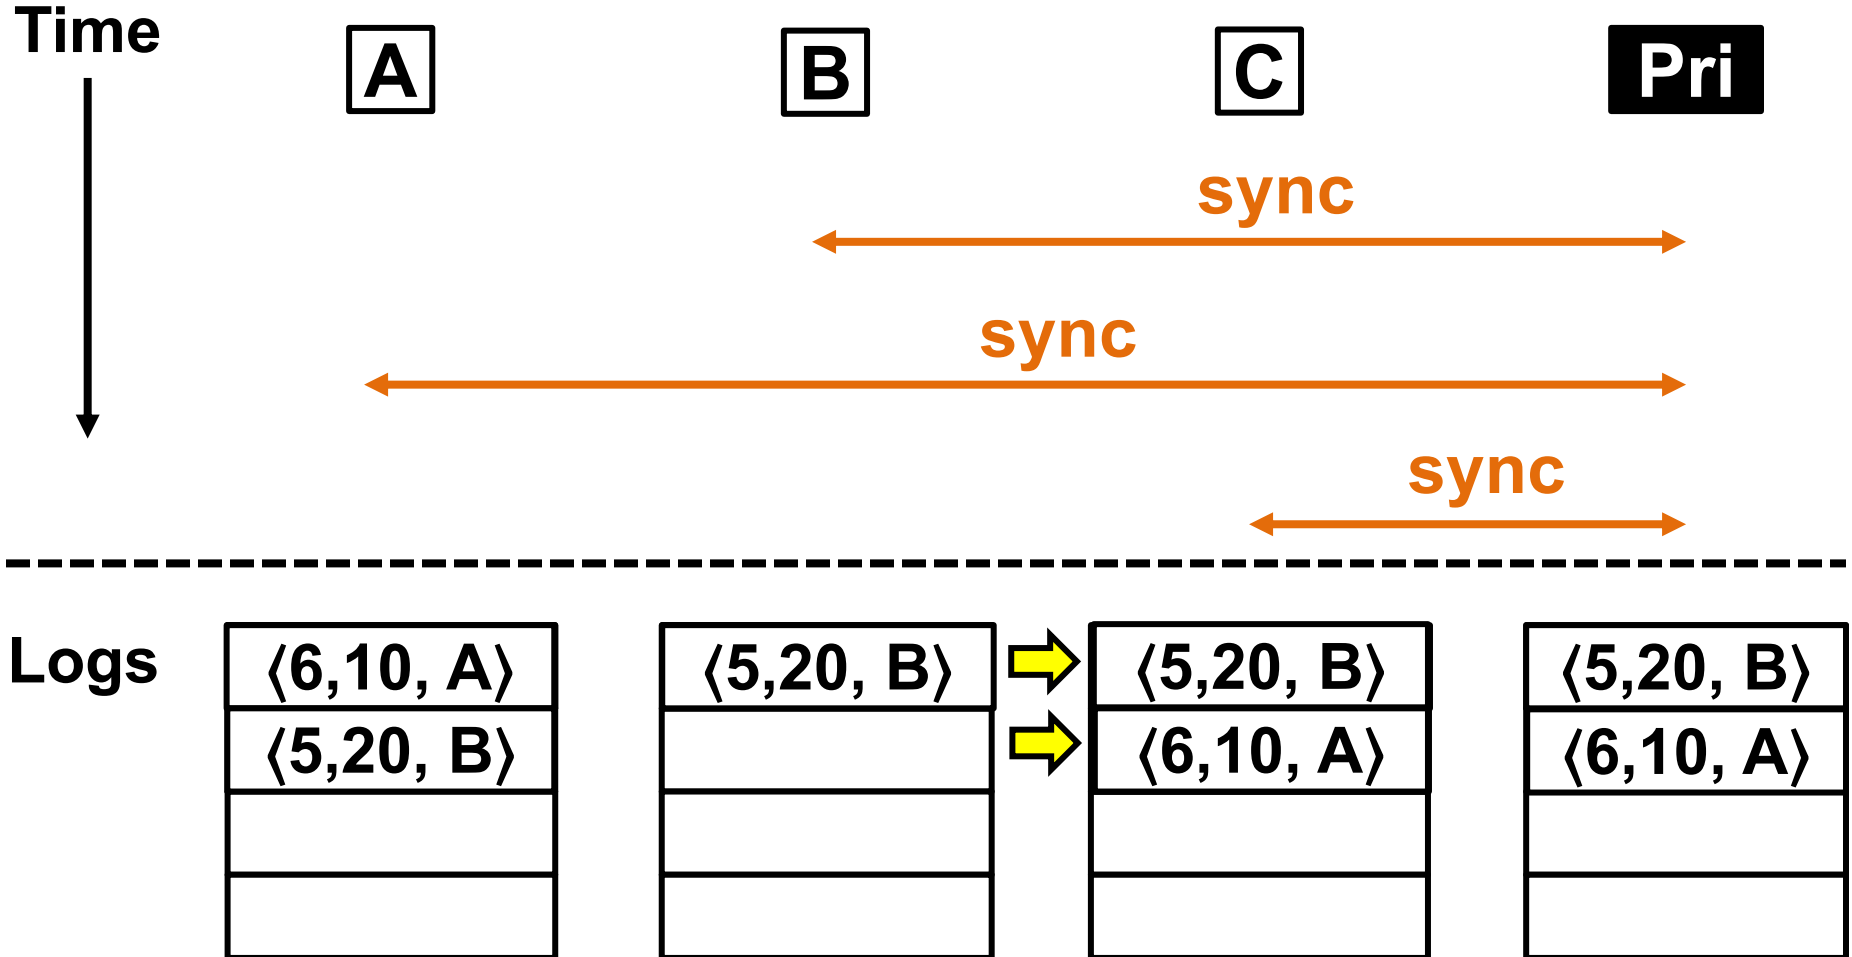 Time
A
B
C
Pri
sync
sync
sync
Logs
⟨6,10, A⟩
⟨5,20, B⟩
⟨5,20, B⟩
⟨5,20, B⟩
⟨5,20, B⟩
⟨6,10, A⟩
⟨6,10, A⟩